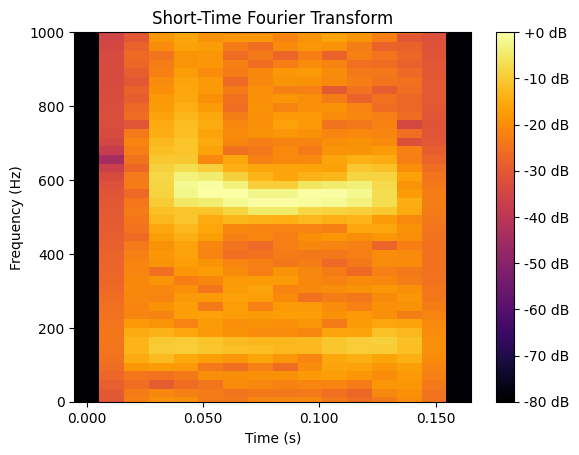 Short-Time Fourier Transform
Frequency (Hz)
1000
800
600
400
200
0
0.000
0.050
0.100
0.150
Time (s)
+0 dB
-10 dB
-20 dB
-30 dB
-40 dB
-50 dB
-60 dB
-70 dB
-80 dB